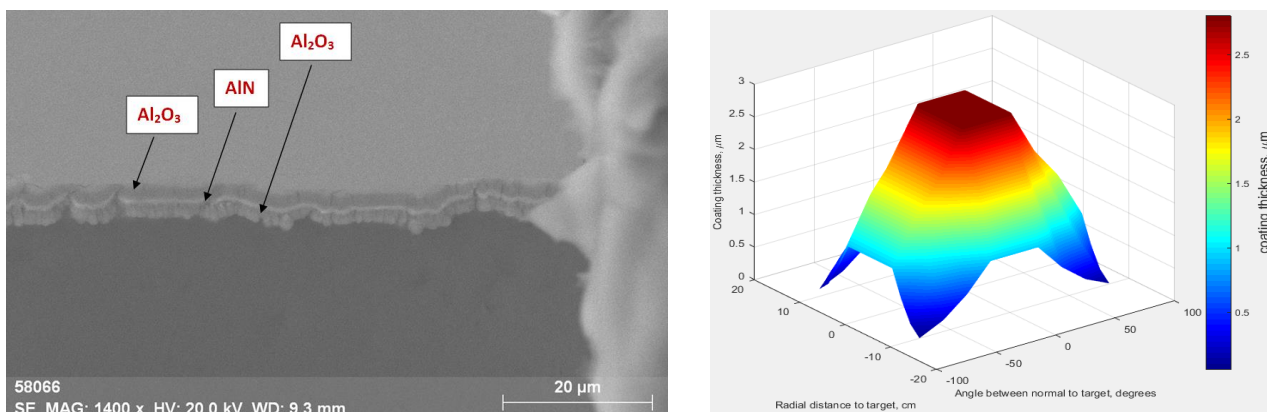 Al₂O₃
AlN
Al₂O₃
58066
20 µm
SE MAG: 1400 x HV: 20.0 kV WD: 9.3 mm
3
2.5
2
1.5
1
0.5
0
Coating thickness, µm
20
10
0
-10
-20
Radial distance to target, cm
-100
-50
0
50
100
Angle between normal to target, degrees
2.5
2
1.5
1
0.5
coating thickness, µm